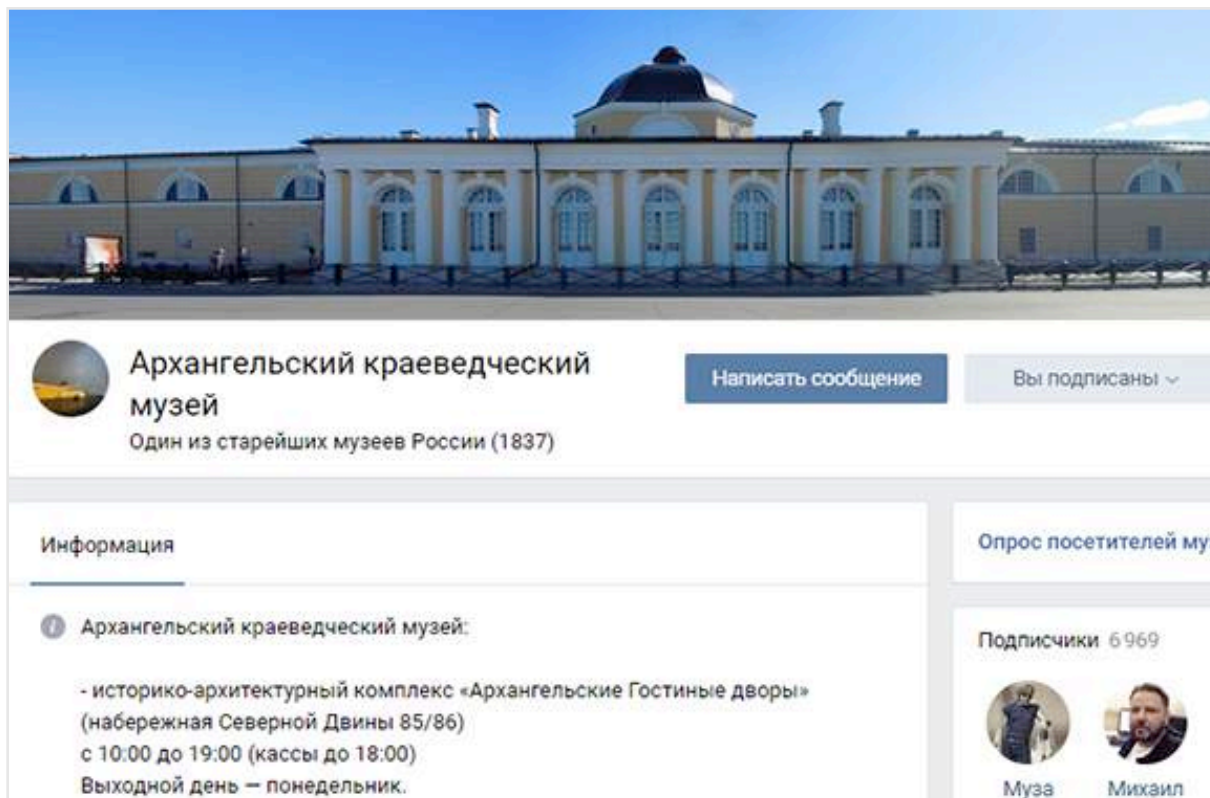 Архангельский краеведческий
музей
Один из старейших музеев России (1837)
Написать сообщение
Вы подписаны
Информация
Архангельский краеведческий музей:
- историко-архитектурный комплекс «Архангельские Гостиные дворы»
(набережная Северной Двины 85/86)
с 10:00 до 19:00 (кассы до 18:00)
Выходной день — понедельник.
Опрос посетителей му
Подписчики 6 969
Муза
Михаил